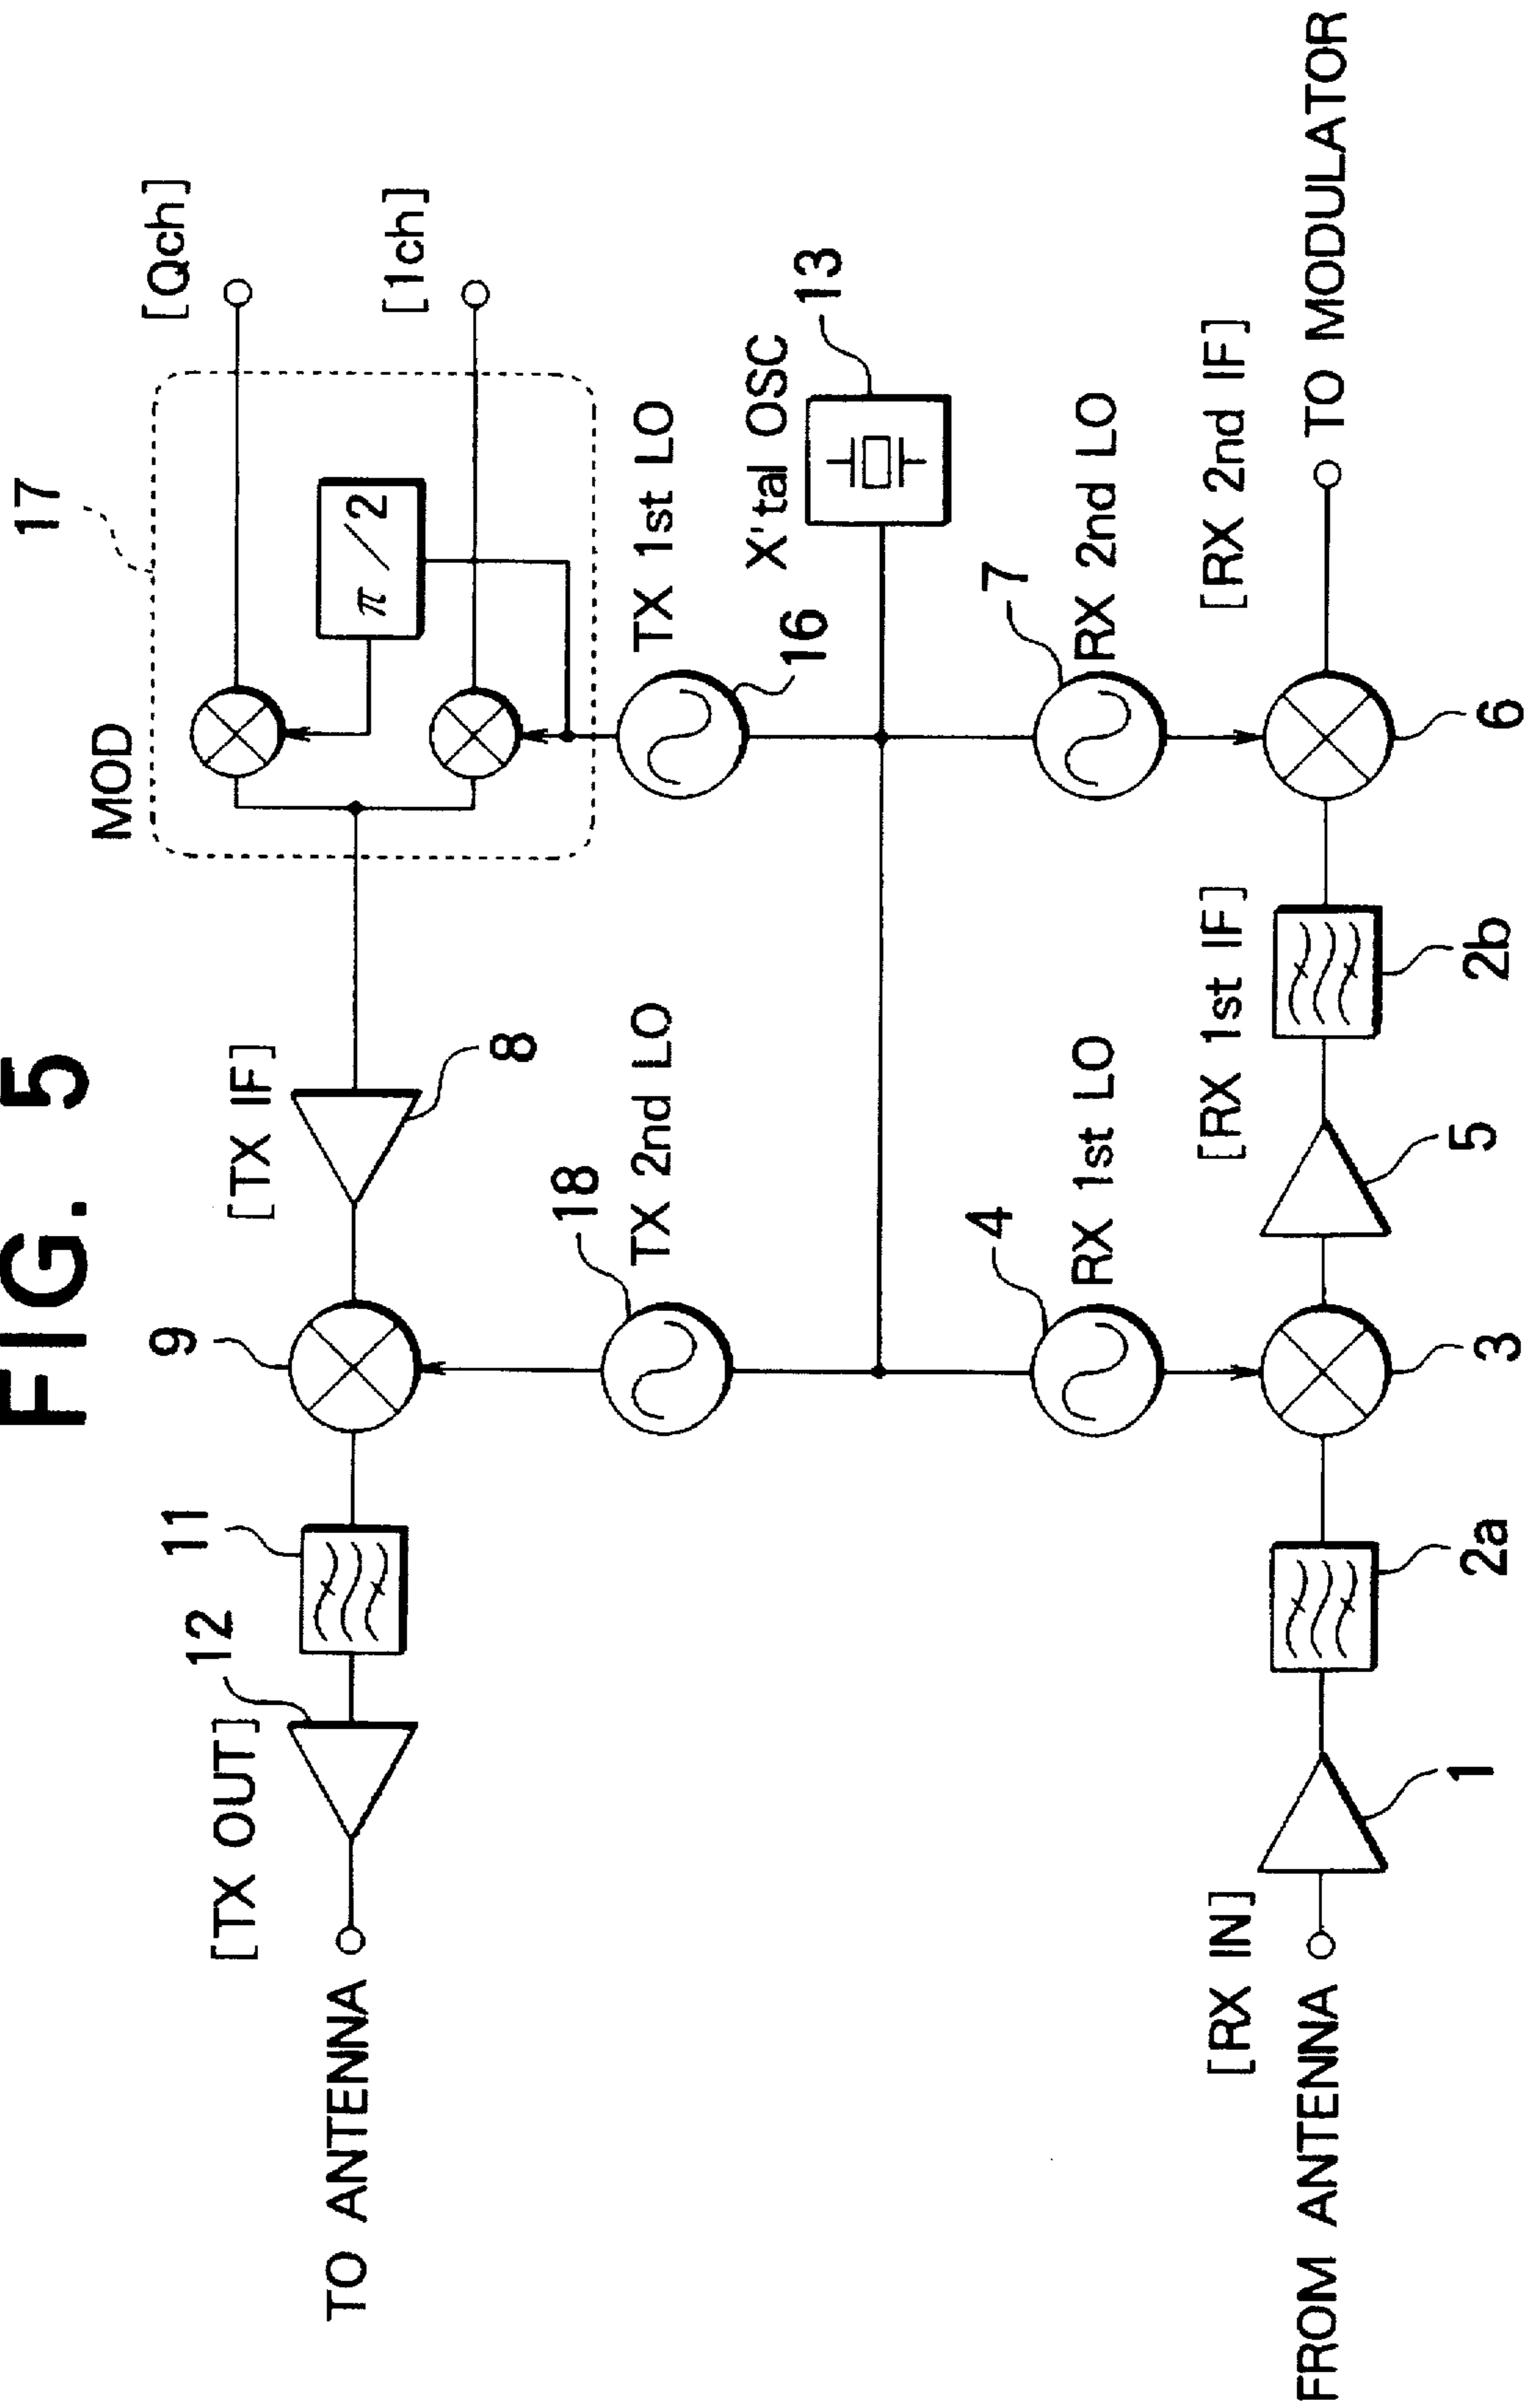 FIG. 5
17
MOD
[Qch]
[1ch]
π/2
[TX OUT]
12
11
9
[TX IF]
8
TO ANTENNA
18
TX 2nd LO
16
TX 1st LO
X'tal OSC
13
4
RX 1st LO
7
RX 2nd LO
[RX IN]
[RX 1st IF]
[RX 2nd IF]
FROM ANTENNA
TO MODULATOR
1
2a
3
5
2b
6